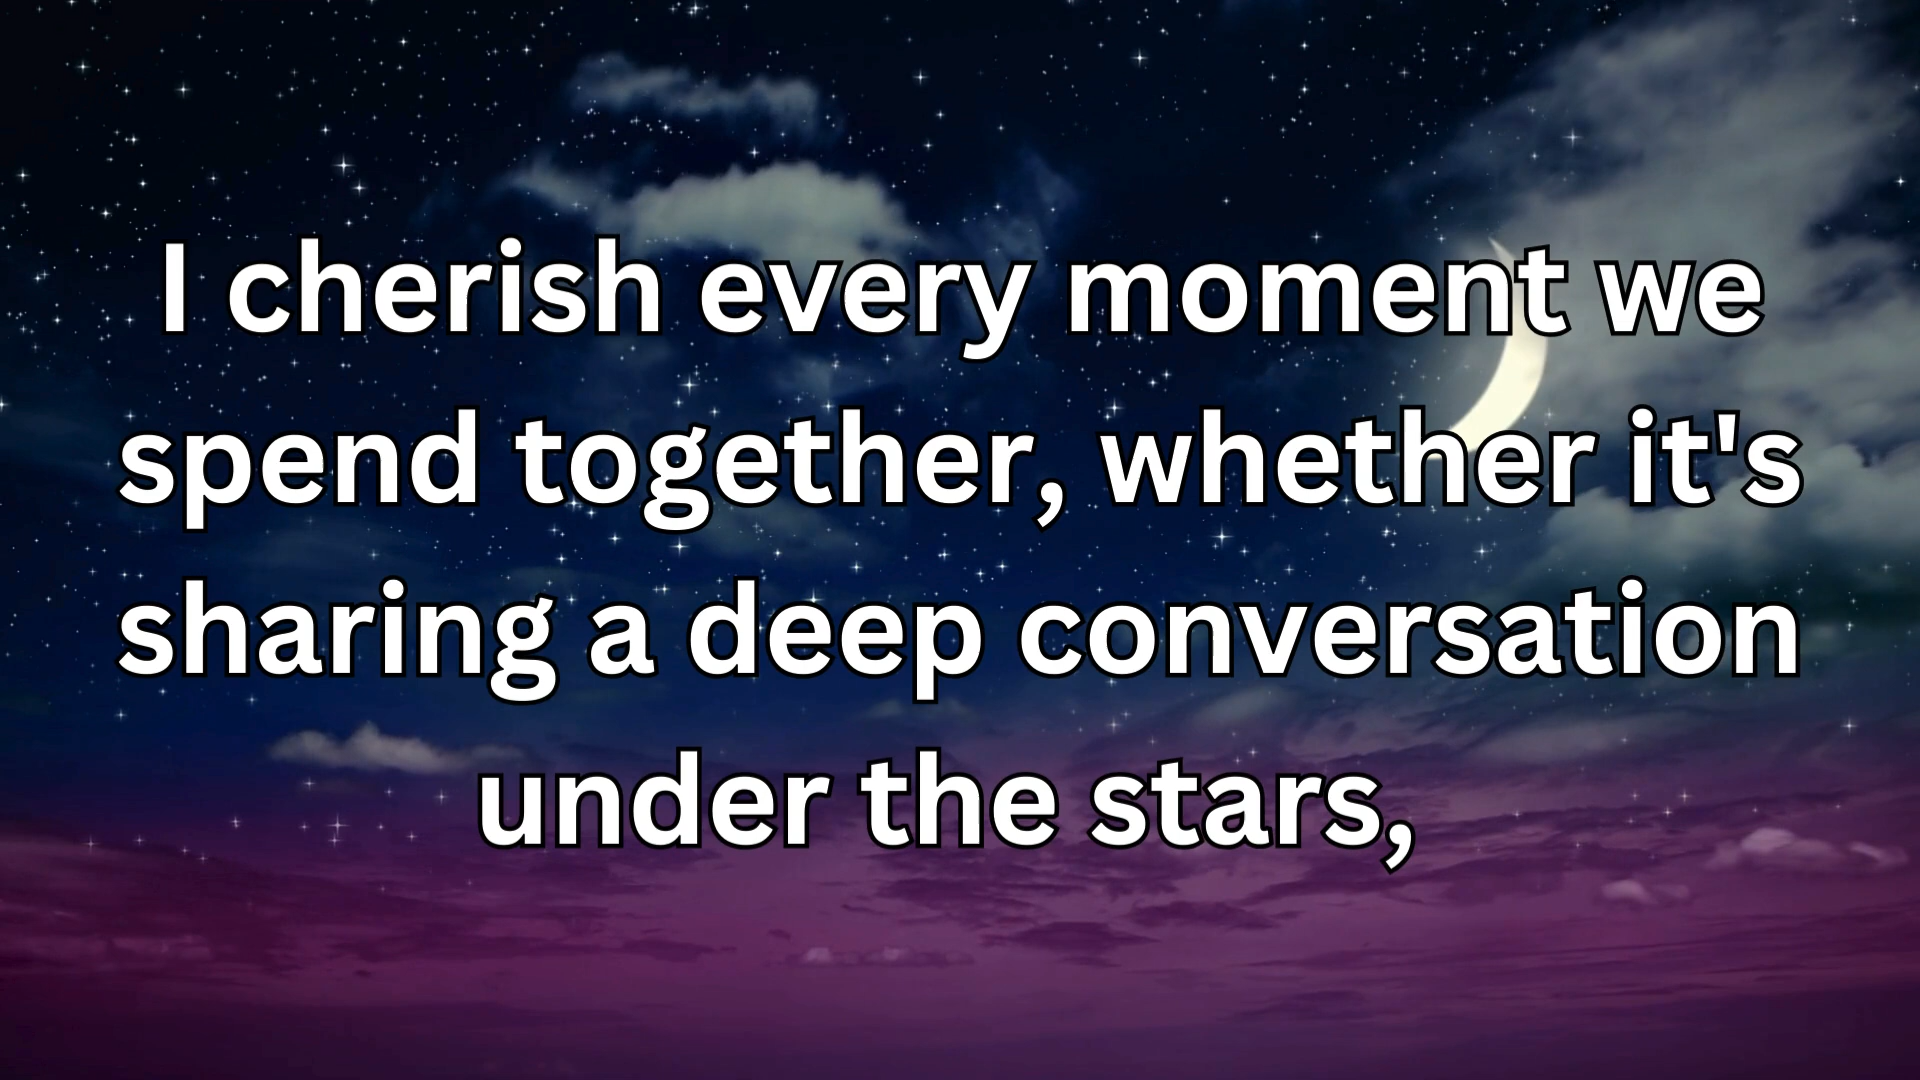 I cherish every moment we
spend together, whether it's
sharing a deep conversation
under the stars,